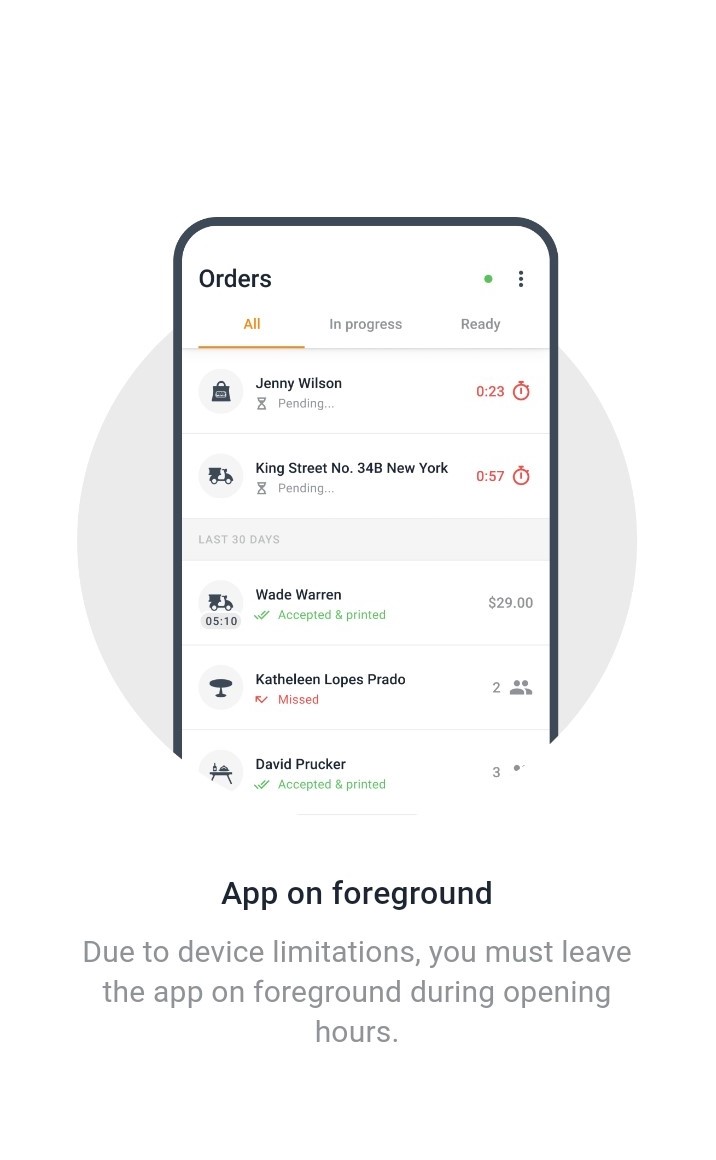 Orders
All In progress Ready
Jenny Wilson
0:23
Pending...
King Street No. 34B New York
0:57
Pending...
LAST 30 DAYS
Wade Warren
$29.00
05:10
Accepted & printed
Katheleen Lopes Prado
2
Missed
David Prucker
3
Accepted & printed
App on foreground
Due to device limitations, you must leave
the app on foreground during opening
hours.